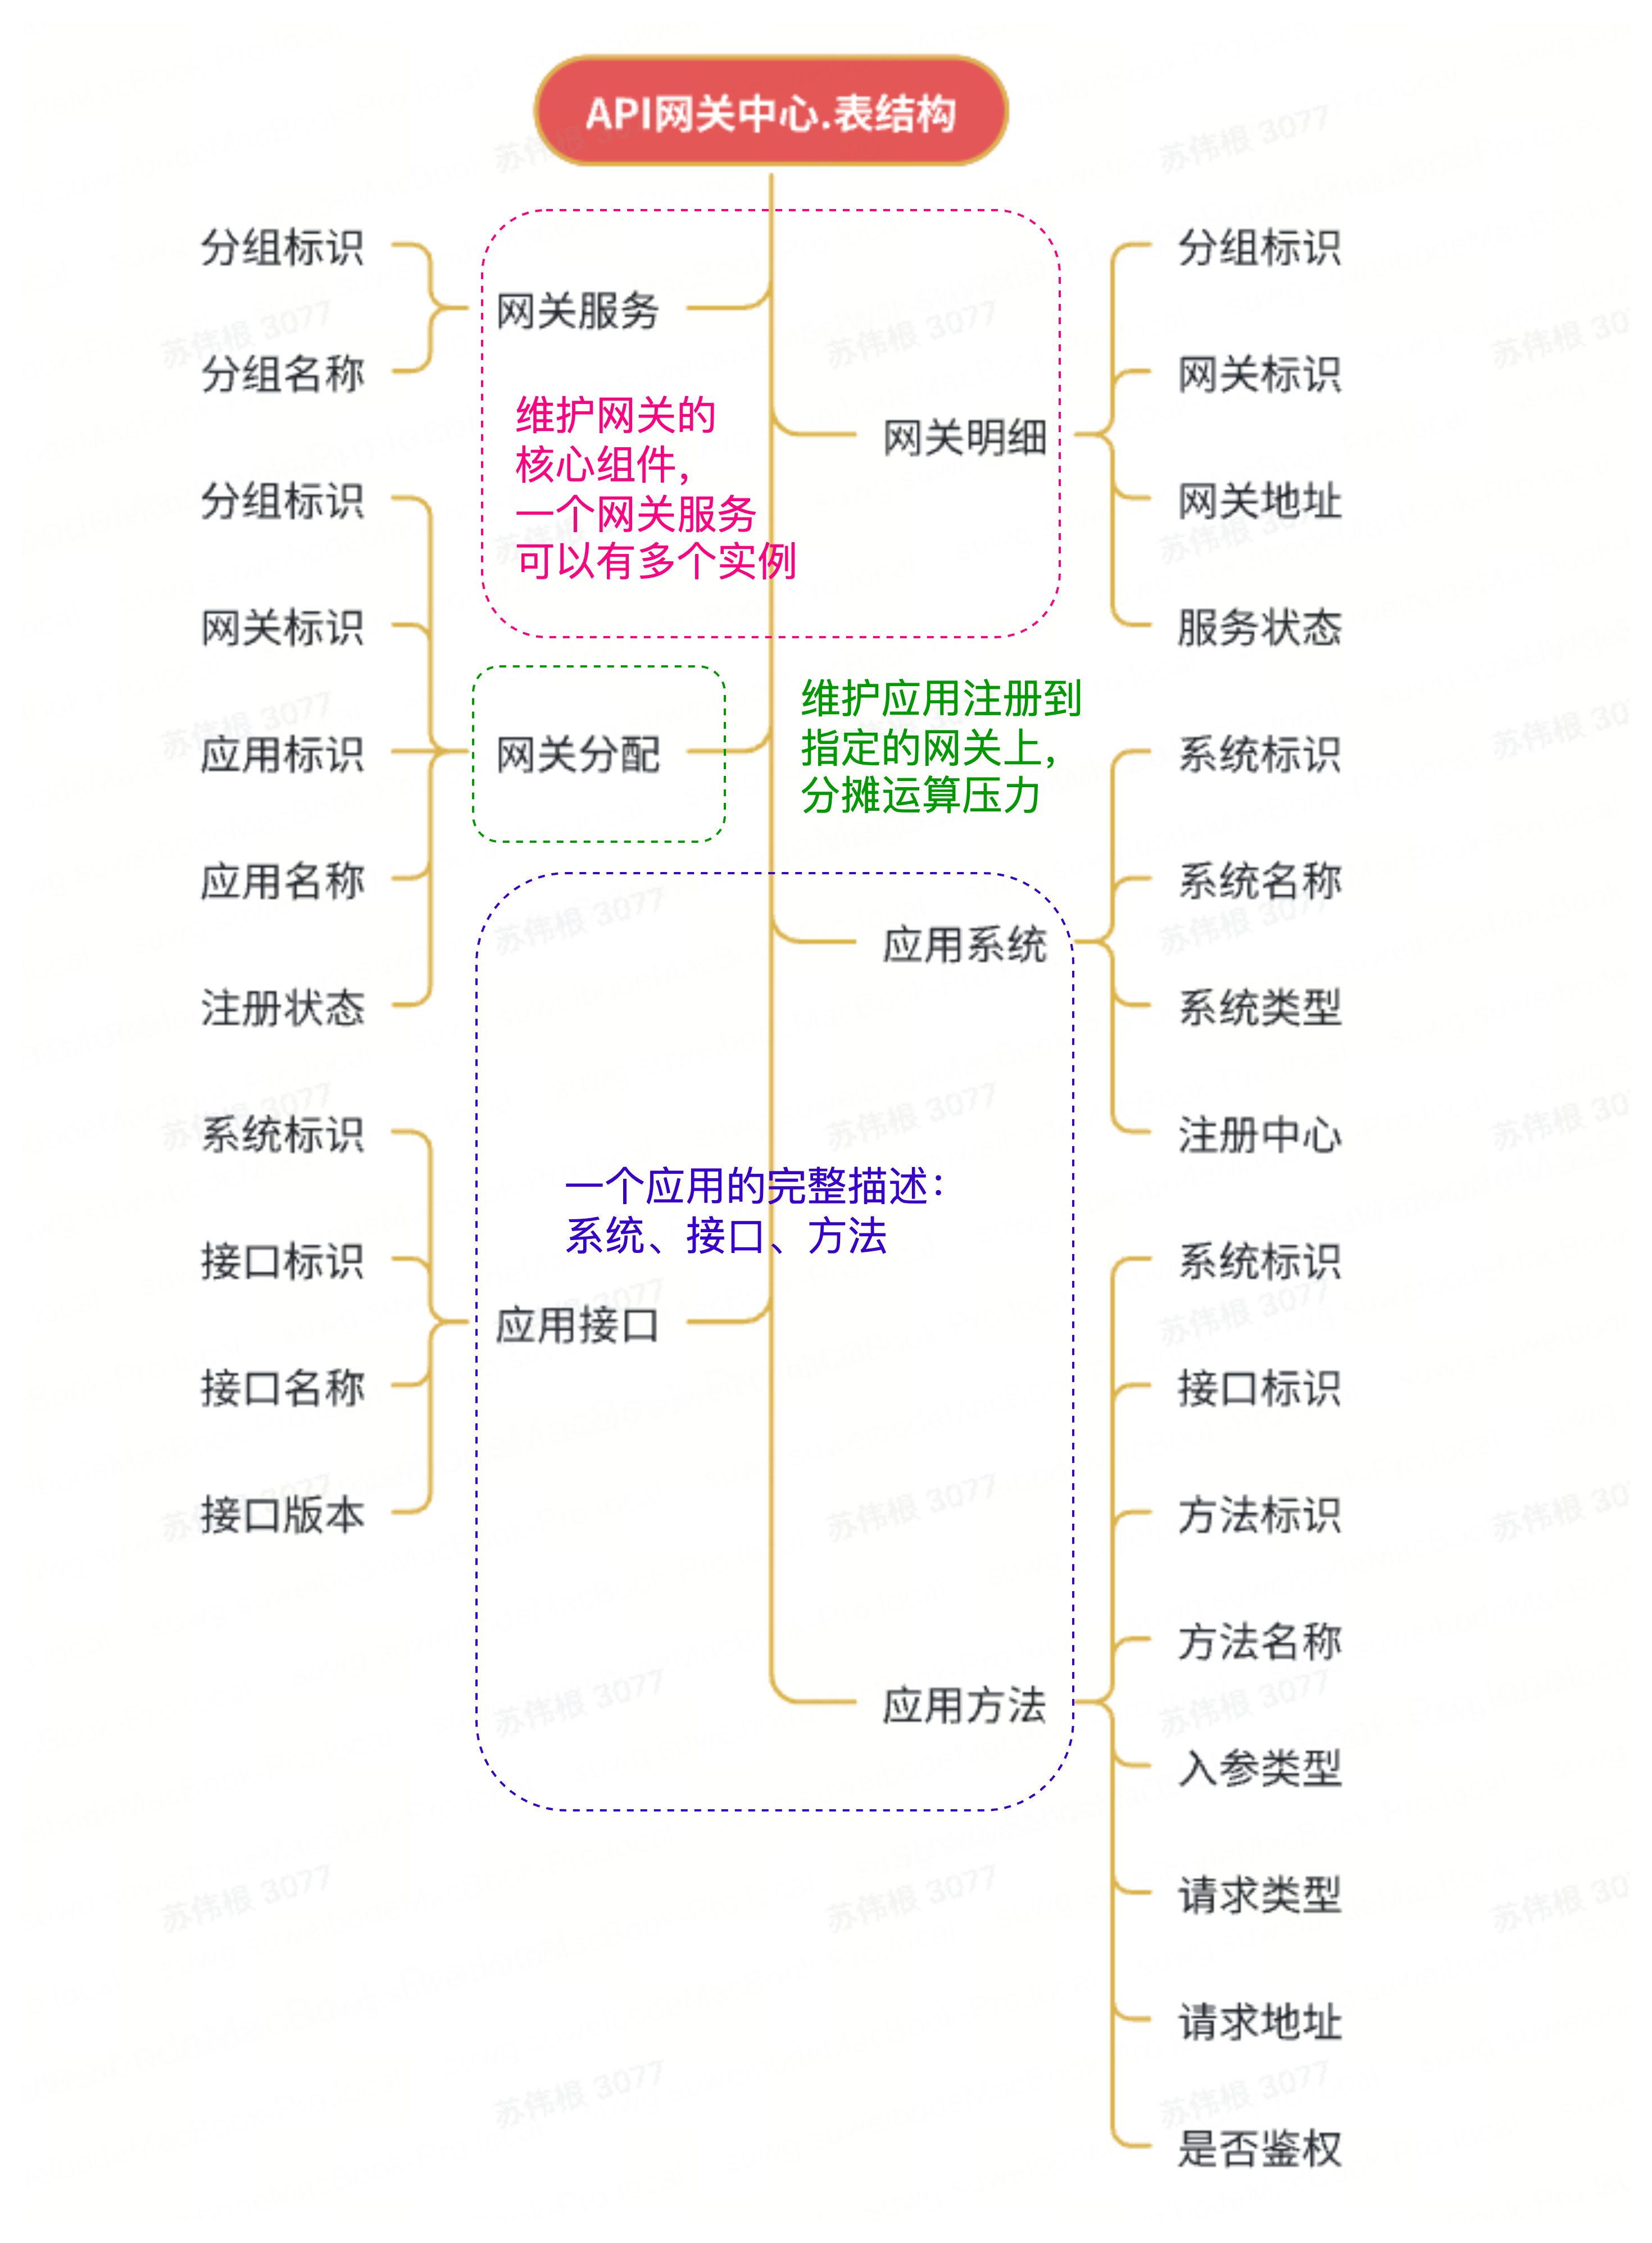 API网关中心.表结构
网关服务
分组标识
分组名称
维护网关的
核心组件，
一个网关服务
可以有多个实例
网关明细
分组标识
网关标识
网关地址
服务状态
网关分配
分组标识
网关标识
应用标识
应用名称
注册状态
维护应用注册到
指定的网关上，
分摊运算压力
应用系统
系统标识
系统名称
系统类型
注册中心
一个应用的完整描述：
系统、接口、方法
应用接口
系统标识
接口标识
接口名称
接口版本
应用方法
系统标识
接口标识
方法标识
方法名称
入参类型
请求类型
请求地址
是否鉴权
苏伟根 3077